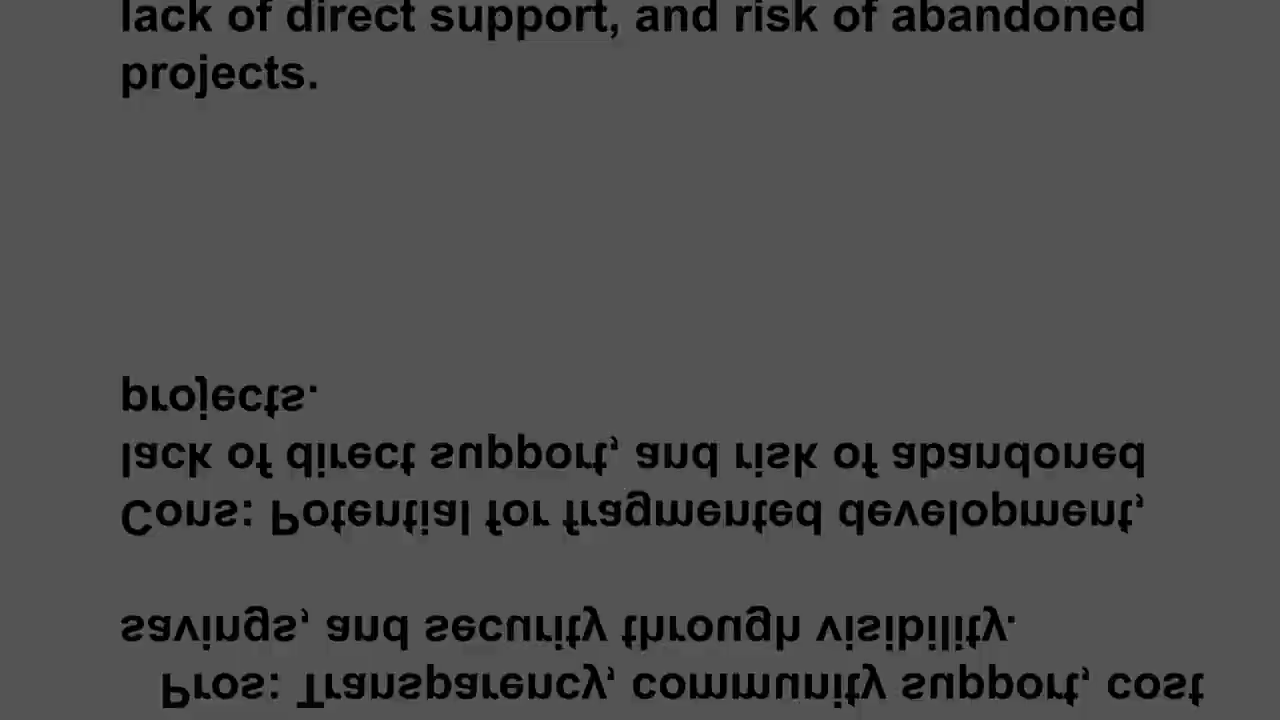 lack of direct support, and risk of abandoned
projects.
projects.
lack of direct support, and risk of abandoned
Cons: Potential for fragmented development,
savings, and security through visibility.
Pros: Transparency, community support, cost